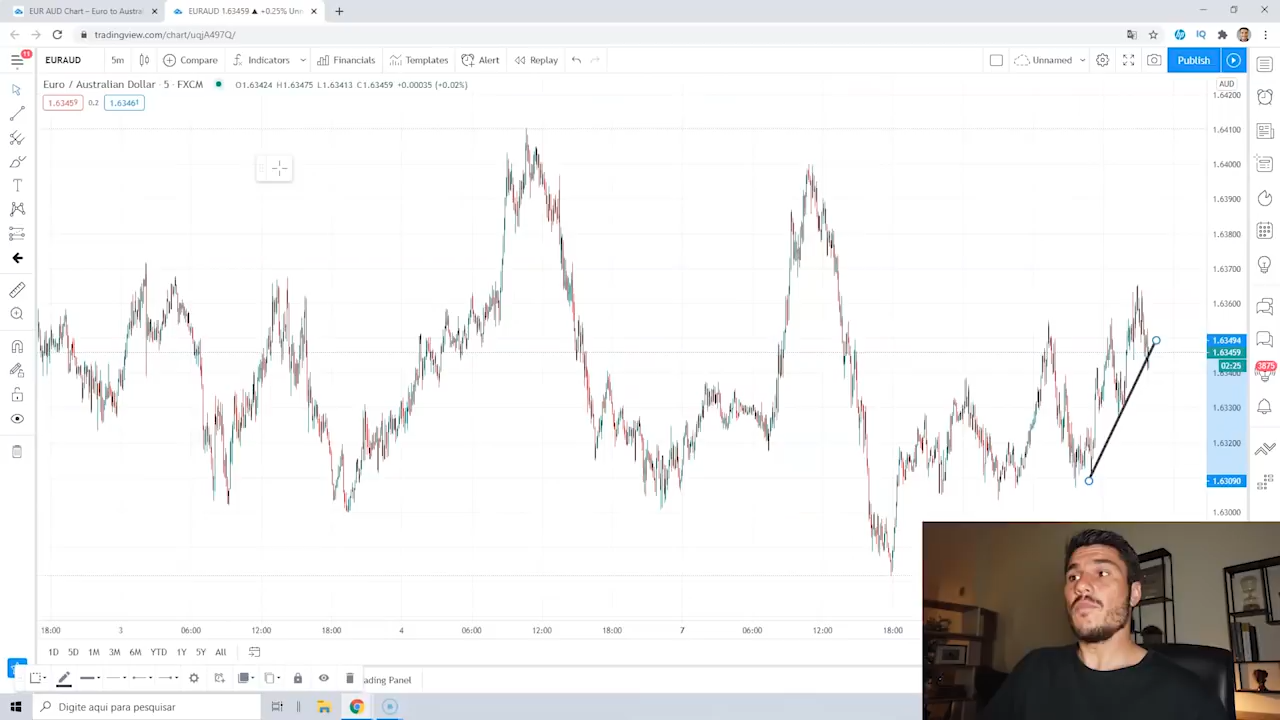 EUR AUD Chart – Euro to Austral
EURAUD 1.63459 ▲ +0.25% Unn
tradingview.com/chart/uqjA497Q/
11
EURAUD 5m Compare Indicators Financials Templates Alert Replay Unnamed Publish
Euro / Australian Dollar · 5 · FXCM O1.63424 H1.63475 L1.63413 C1.63459 +0.00035 (+0.02%)
AUD
1.63459 0.2 1.63461
1.64200
1.64100
1.64000
1.63900
1.63800
1.63700
1.63600
1.63494
1.63459
02:25
1.63400
1.63300
1.63200
1.63090
1.63000
3875
18:00 3 06:00 12:00 18:00 4 06:00 12:00 18:00 7 06:00 12:00 18:00
1D 5D 1M 3M 6M YTD 1Y 5Y All
ading Panel
Digite aqui para pesquisar